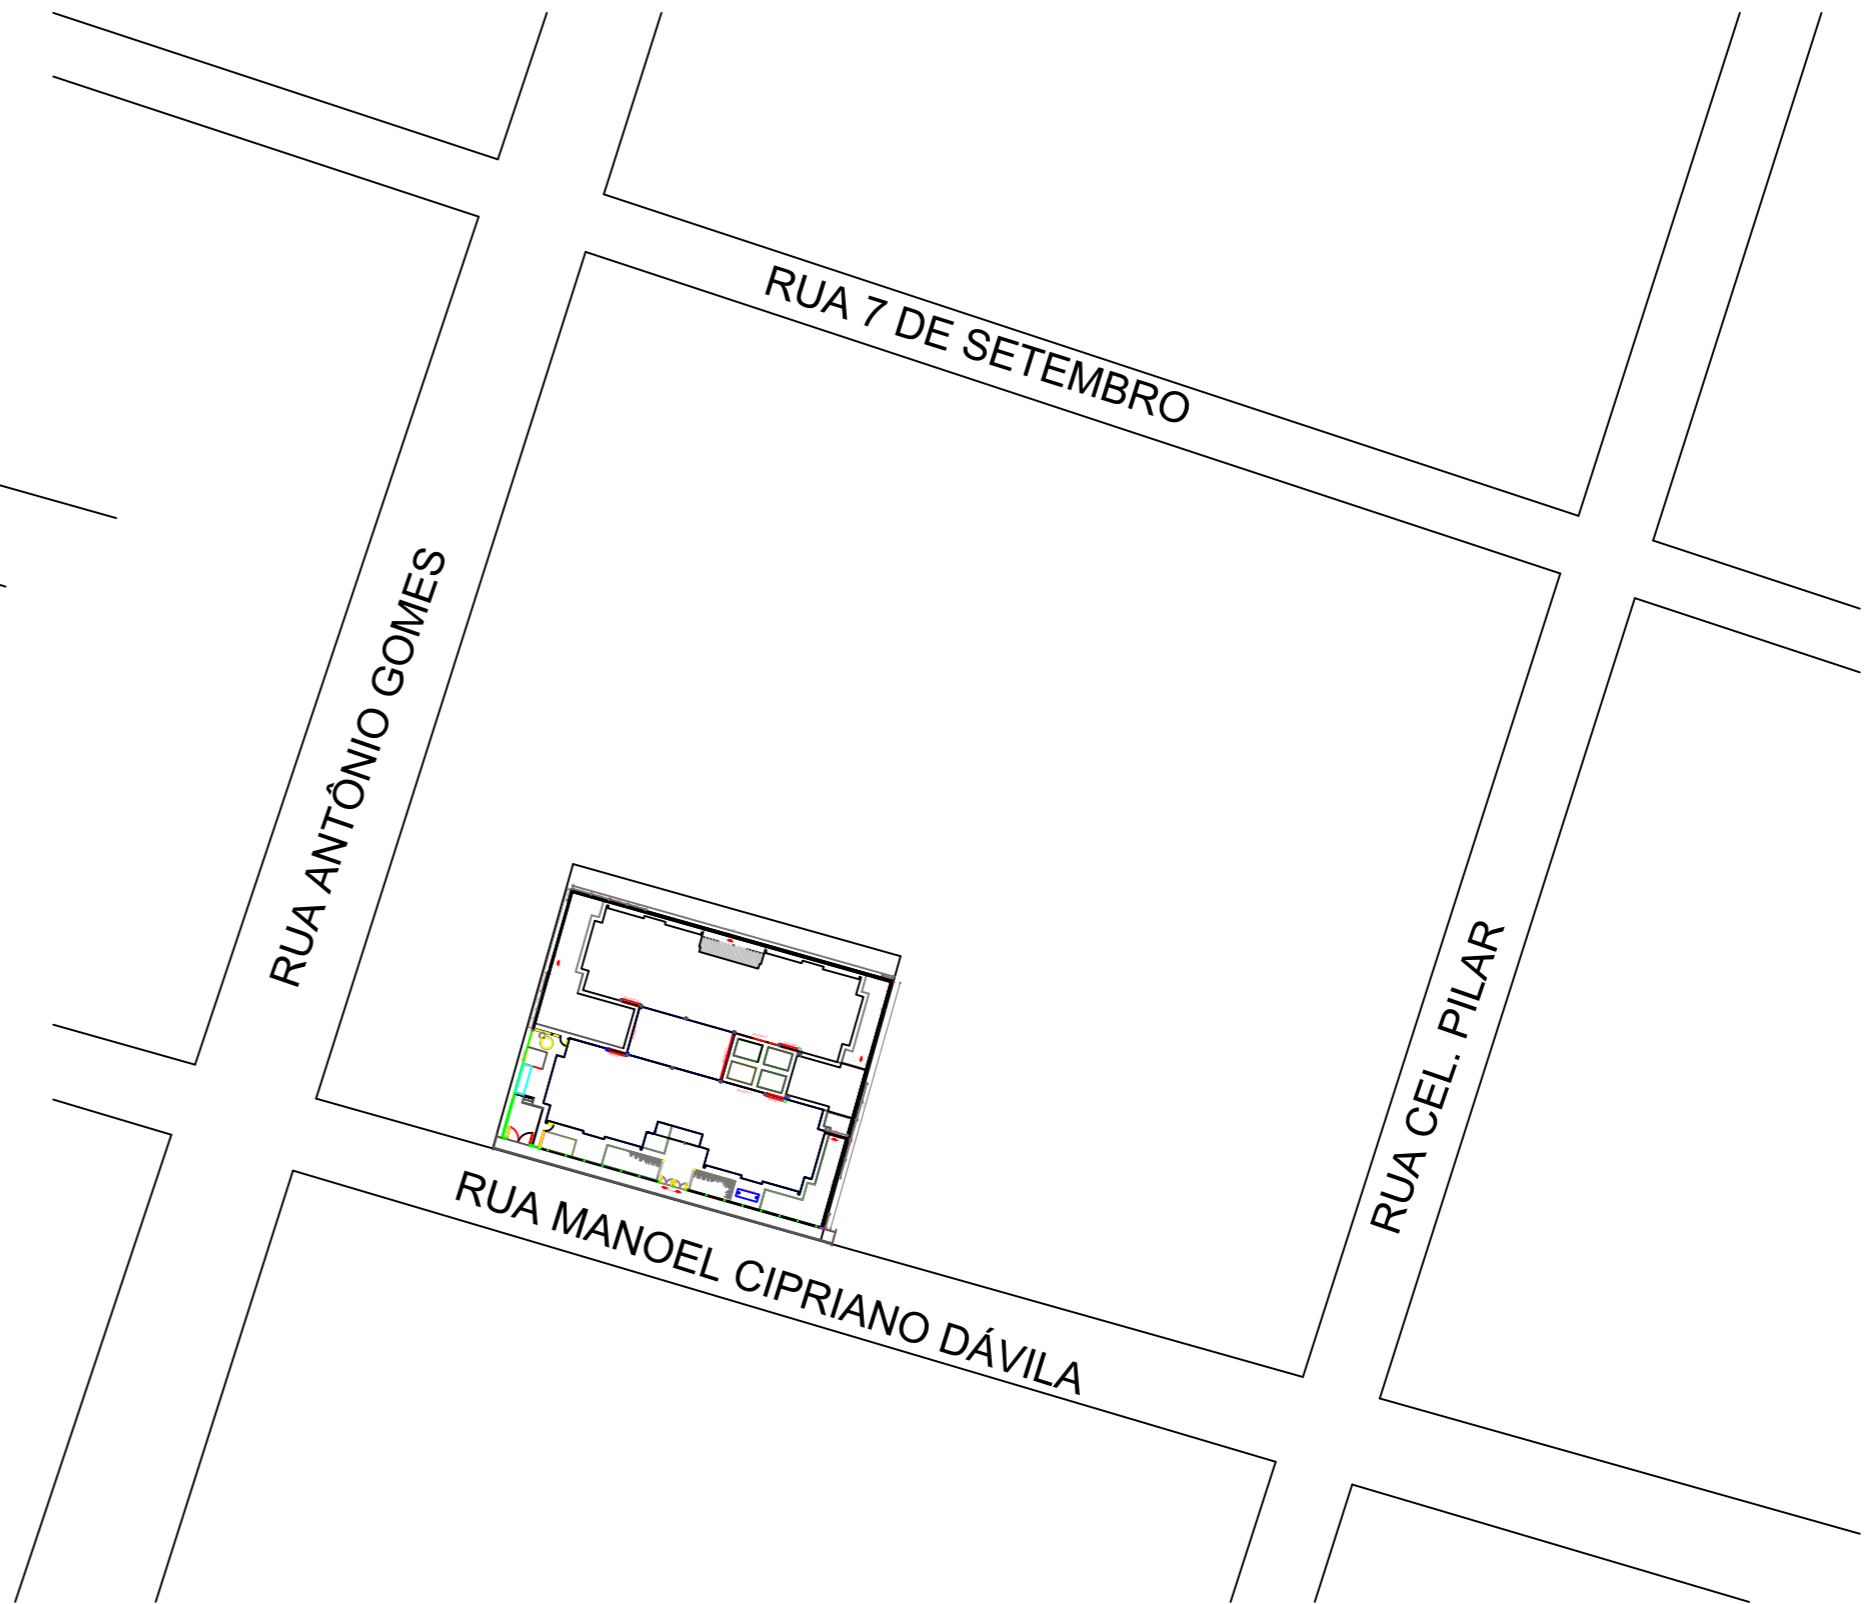 RUA 7 DE SETEMBRO
RUA ANTÔNIO GOMES
RUA CEL. PILAR
RUA MANOEL CIPRIANO DÁVILA